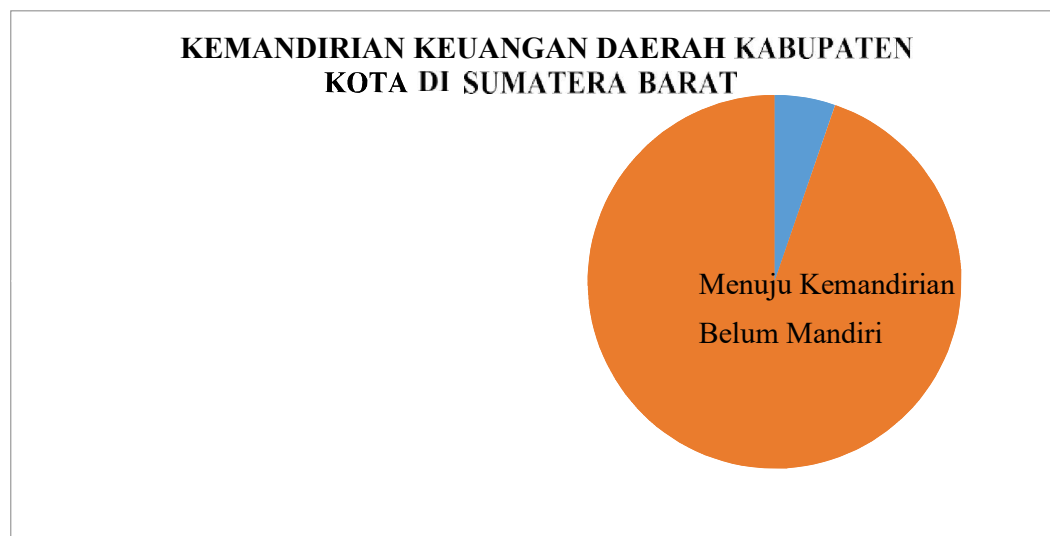 KEMANDIRIAN KEUANGAN DAERAH KABUPATEN
KOTA DI SUMATERA BARAT
Menuju Kemandirian
Belum Mandiri